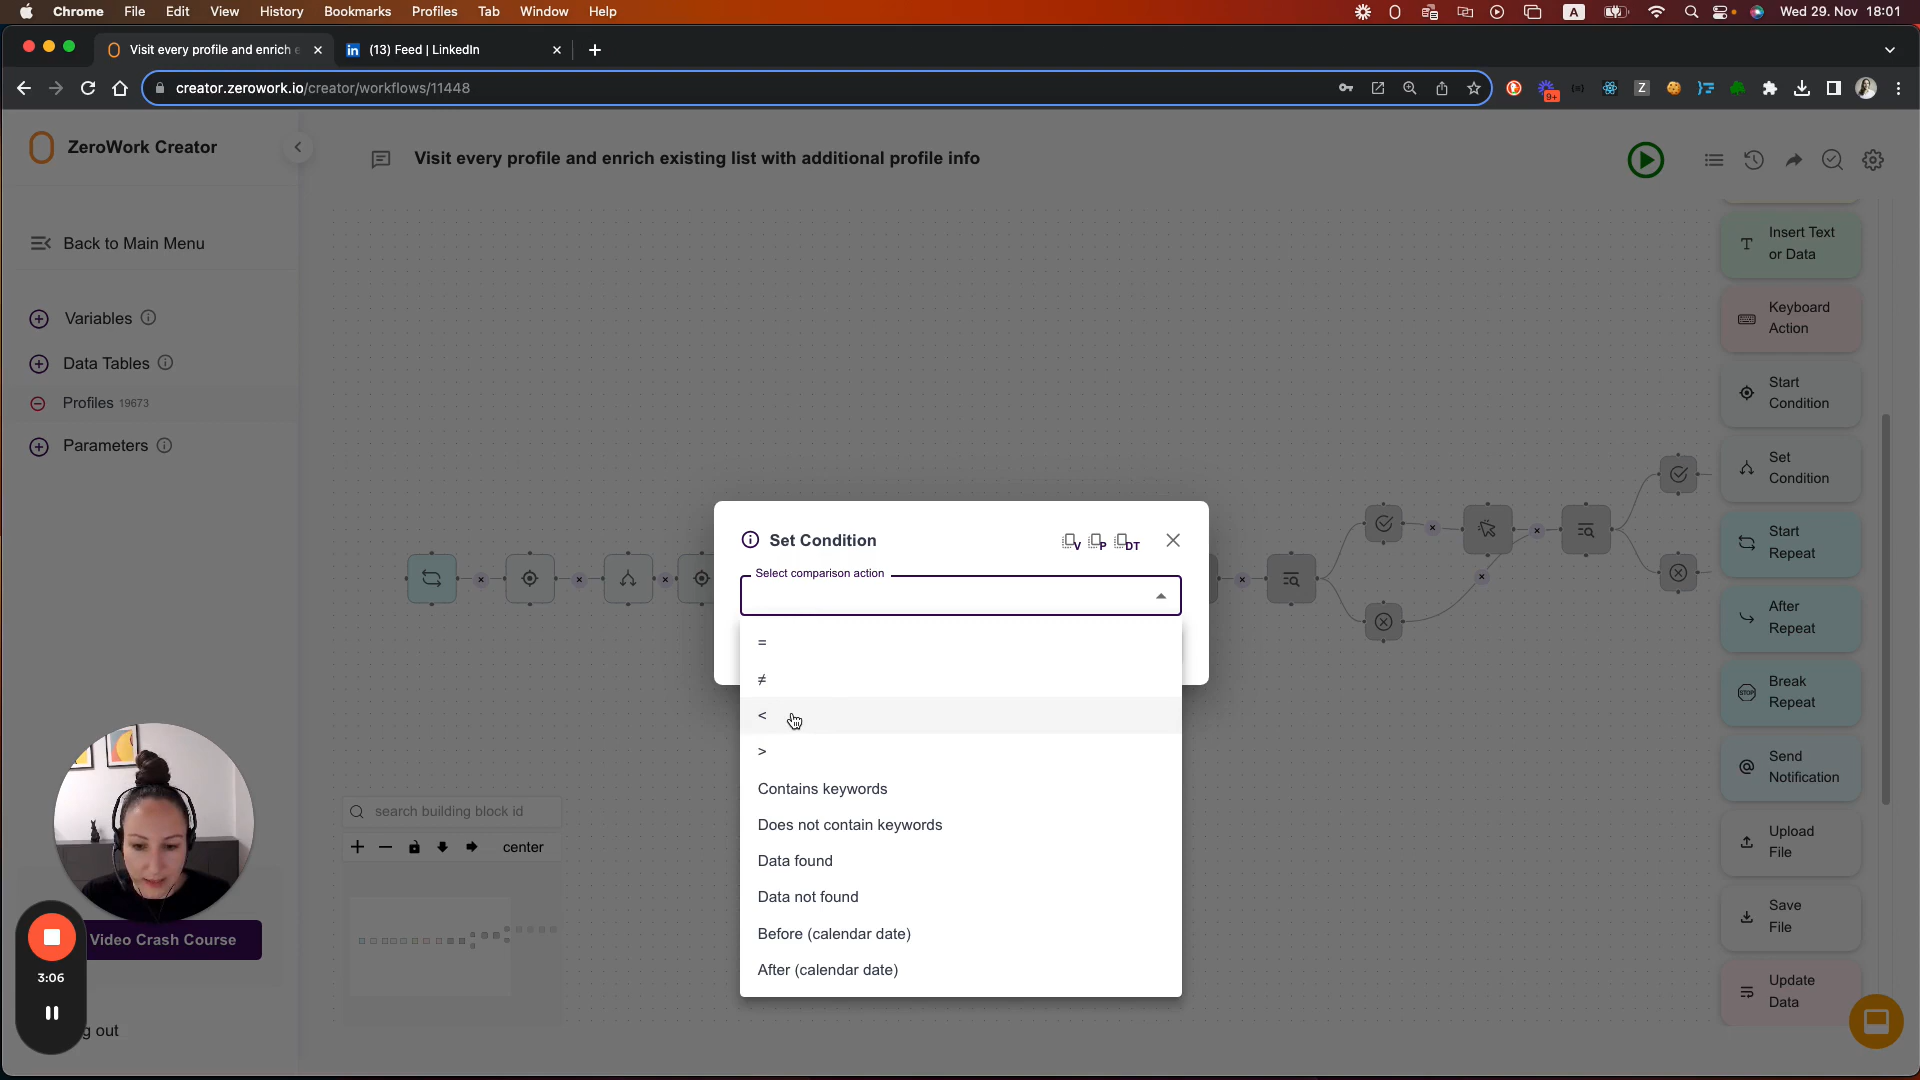 Chrome File Edit View History Bookmarks Profiles Tab Window Help
A Wed 29. Nov 18:01
Visit every profile and enrich e
(13) Feed | LinkedIn
creator.zerowork.io/creator/workflows/11448
9+
Z
ZeroWork Creator
Visit every profile and enrich existing list with additional profile info
Back to Main Menu
Variables
Data Tables
Profiles 19673
Parameters
Insert Text
or Data
Keyboard
Action
Start
Condition
Set
Condition
Start
Repeat
After
Repeat
STOP
Break
Repeat
Send
Notification
Upload
File
Save
File
Update
Data
Set Condition
V P DT
Select comparison action
=
≠
<
>
Contains keywords
Does not contain keywords
Data found
Data not found
Before (calendar date)
After (calendar date)
search building block id
center
Video Crash Course
3:06
g out